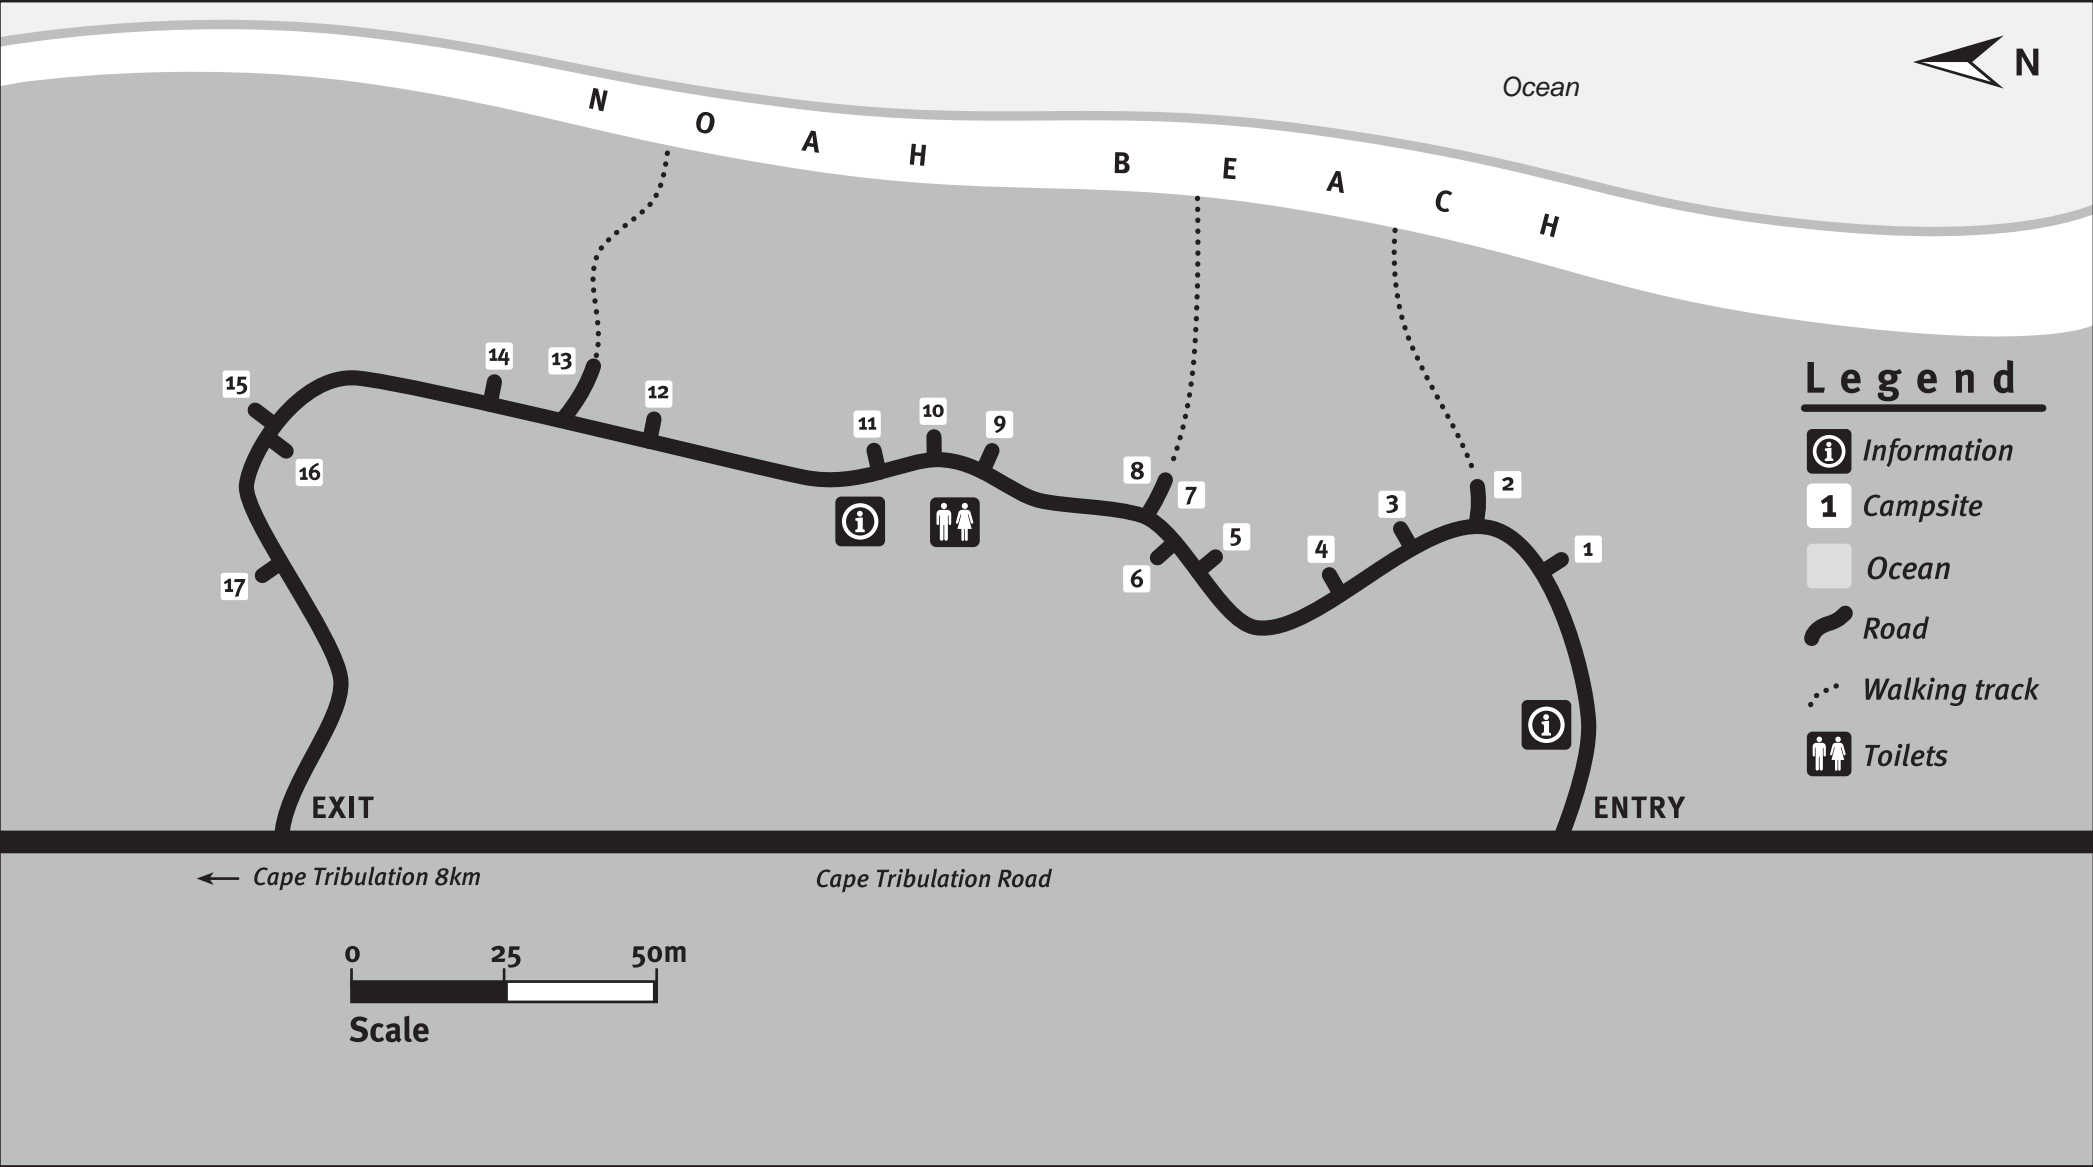 Ocean
N
NOAH BEACH
14
13
15
12
11
10
9
16
8
7
2
3
5
4
1
6
17
Legend
Information
1 Campsite
Ocean
Road
Walking track
Toilets
EXIT
ENTRY
Cape Tribulation 8km
Cape Tribulation Road
0 25 50m
Scale